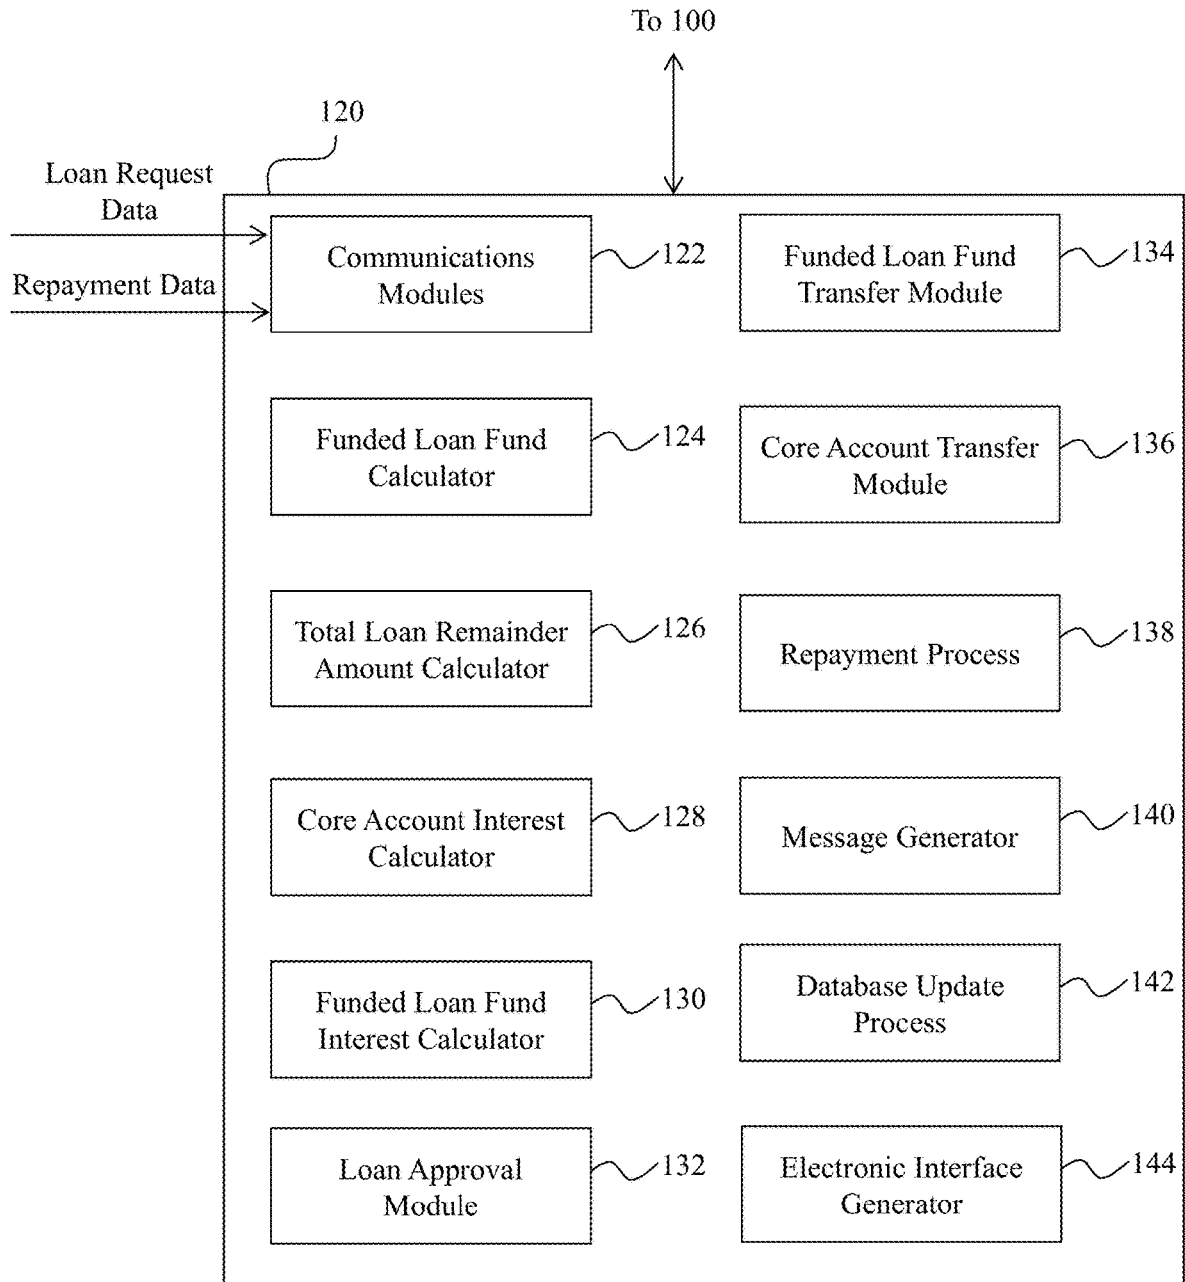 To 100
120
Loan Request
Data
Repayment Data
Communications
Modules
122
Funded Loan Fund
Transfer Module
134
Funded Loan Fund
Calculator
124
Core Account Transfer
Module
136
Total Loan Remainder
Amount Calculator
126
Repayment Process
138
Core Account Interest
Calculator
128
Message Generator
140
Funded Loan Fund
Interest Calculator
130
Database Update
Process
142
Loan Approval
Module
132
Electronic Interface
Generator
144